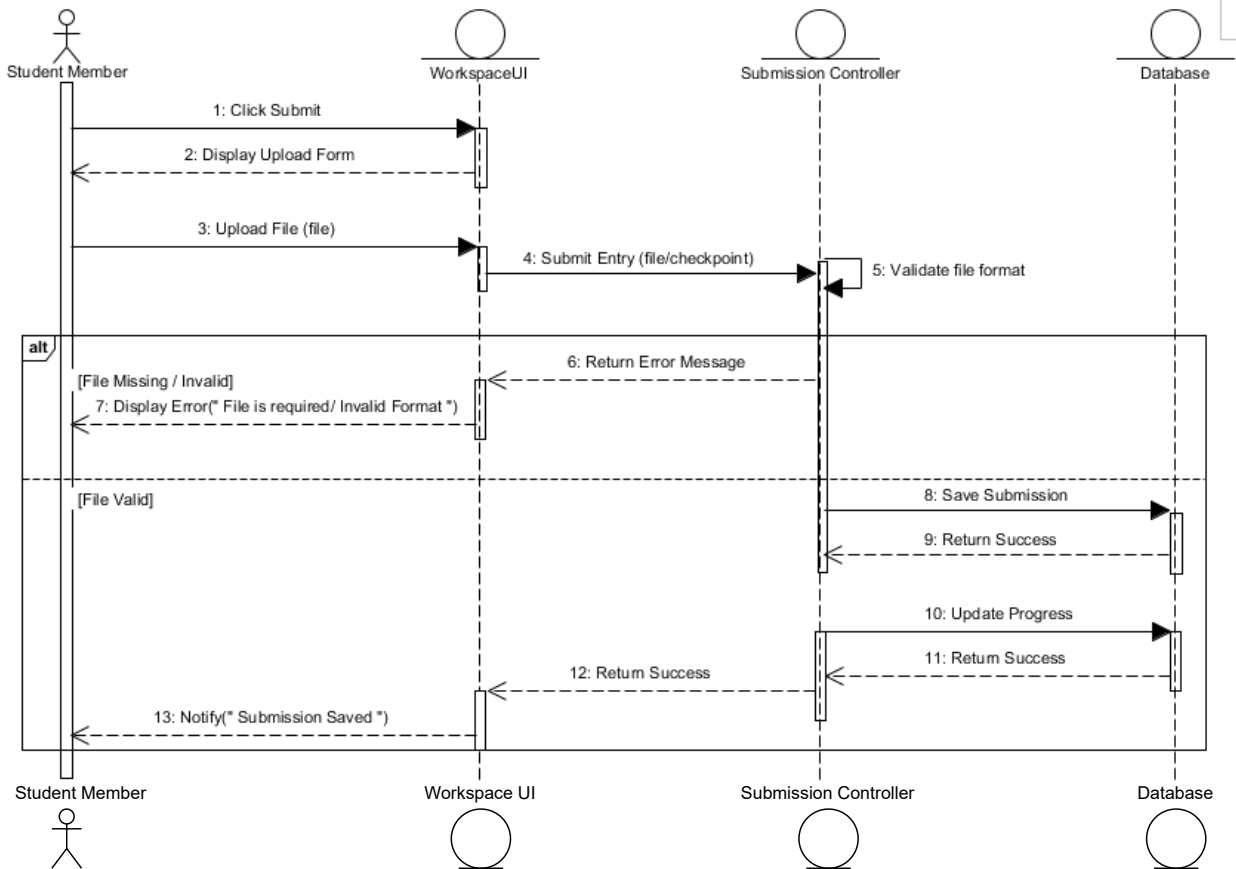 Student Member
WorkspaceUI
Submission Controller
Database
1: Click Submit
2: Display Upload Form
3: Upload File (file)
4: Submit Entry (file/checkpoint)
5: Validate file format
alt
6: Return Error Message
[File Missing / Invalid]
7: Display Error(" File is required/ Invalid Format ")
[File Valid]
8: Save Submission
9: Return Success
10: Update Progress
11: Return Success
12: Return Success
13: Notify(" Submission Saved ")
Student Member
Workspace UI
Submission Controller
Database